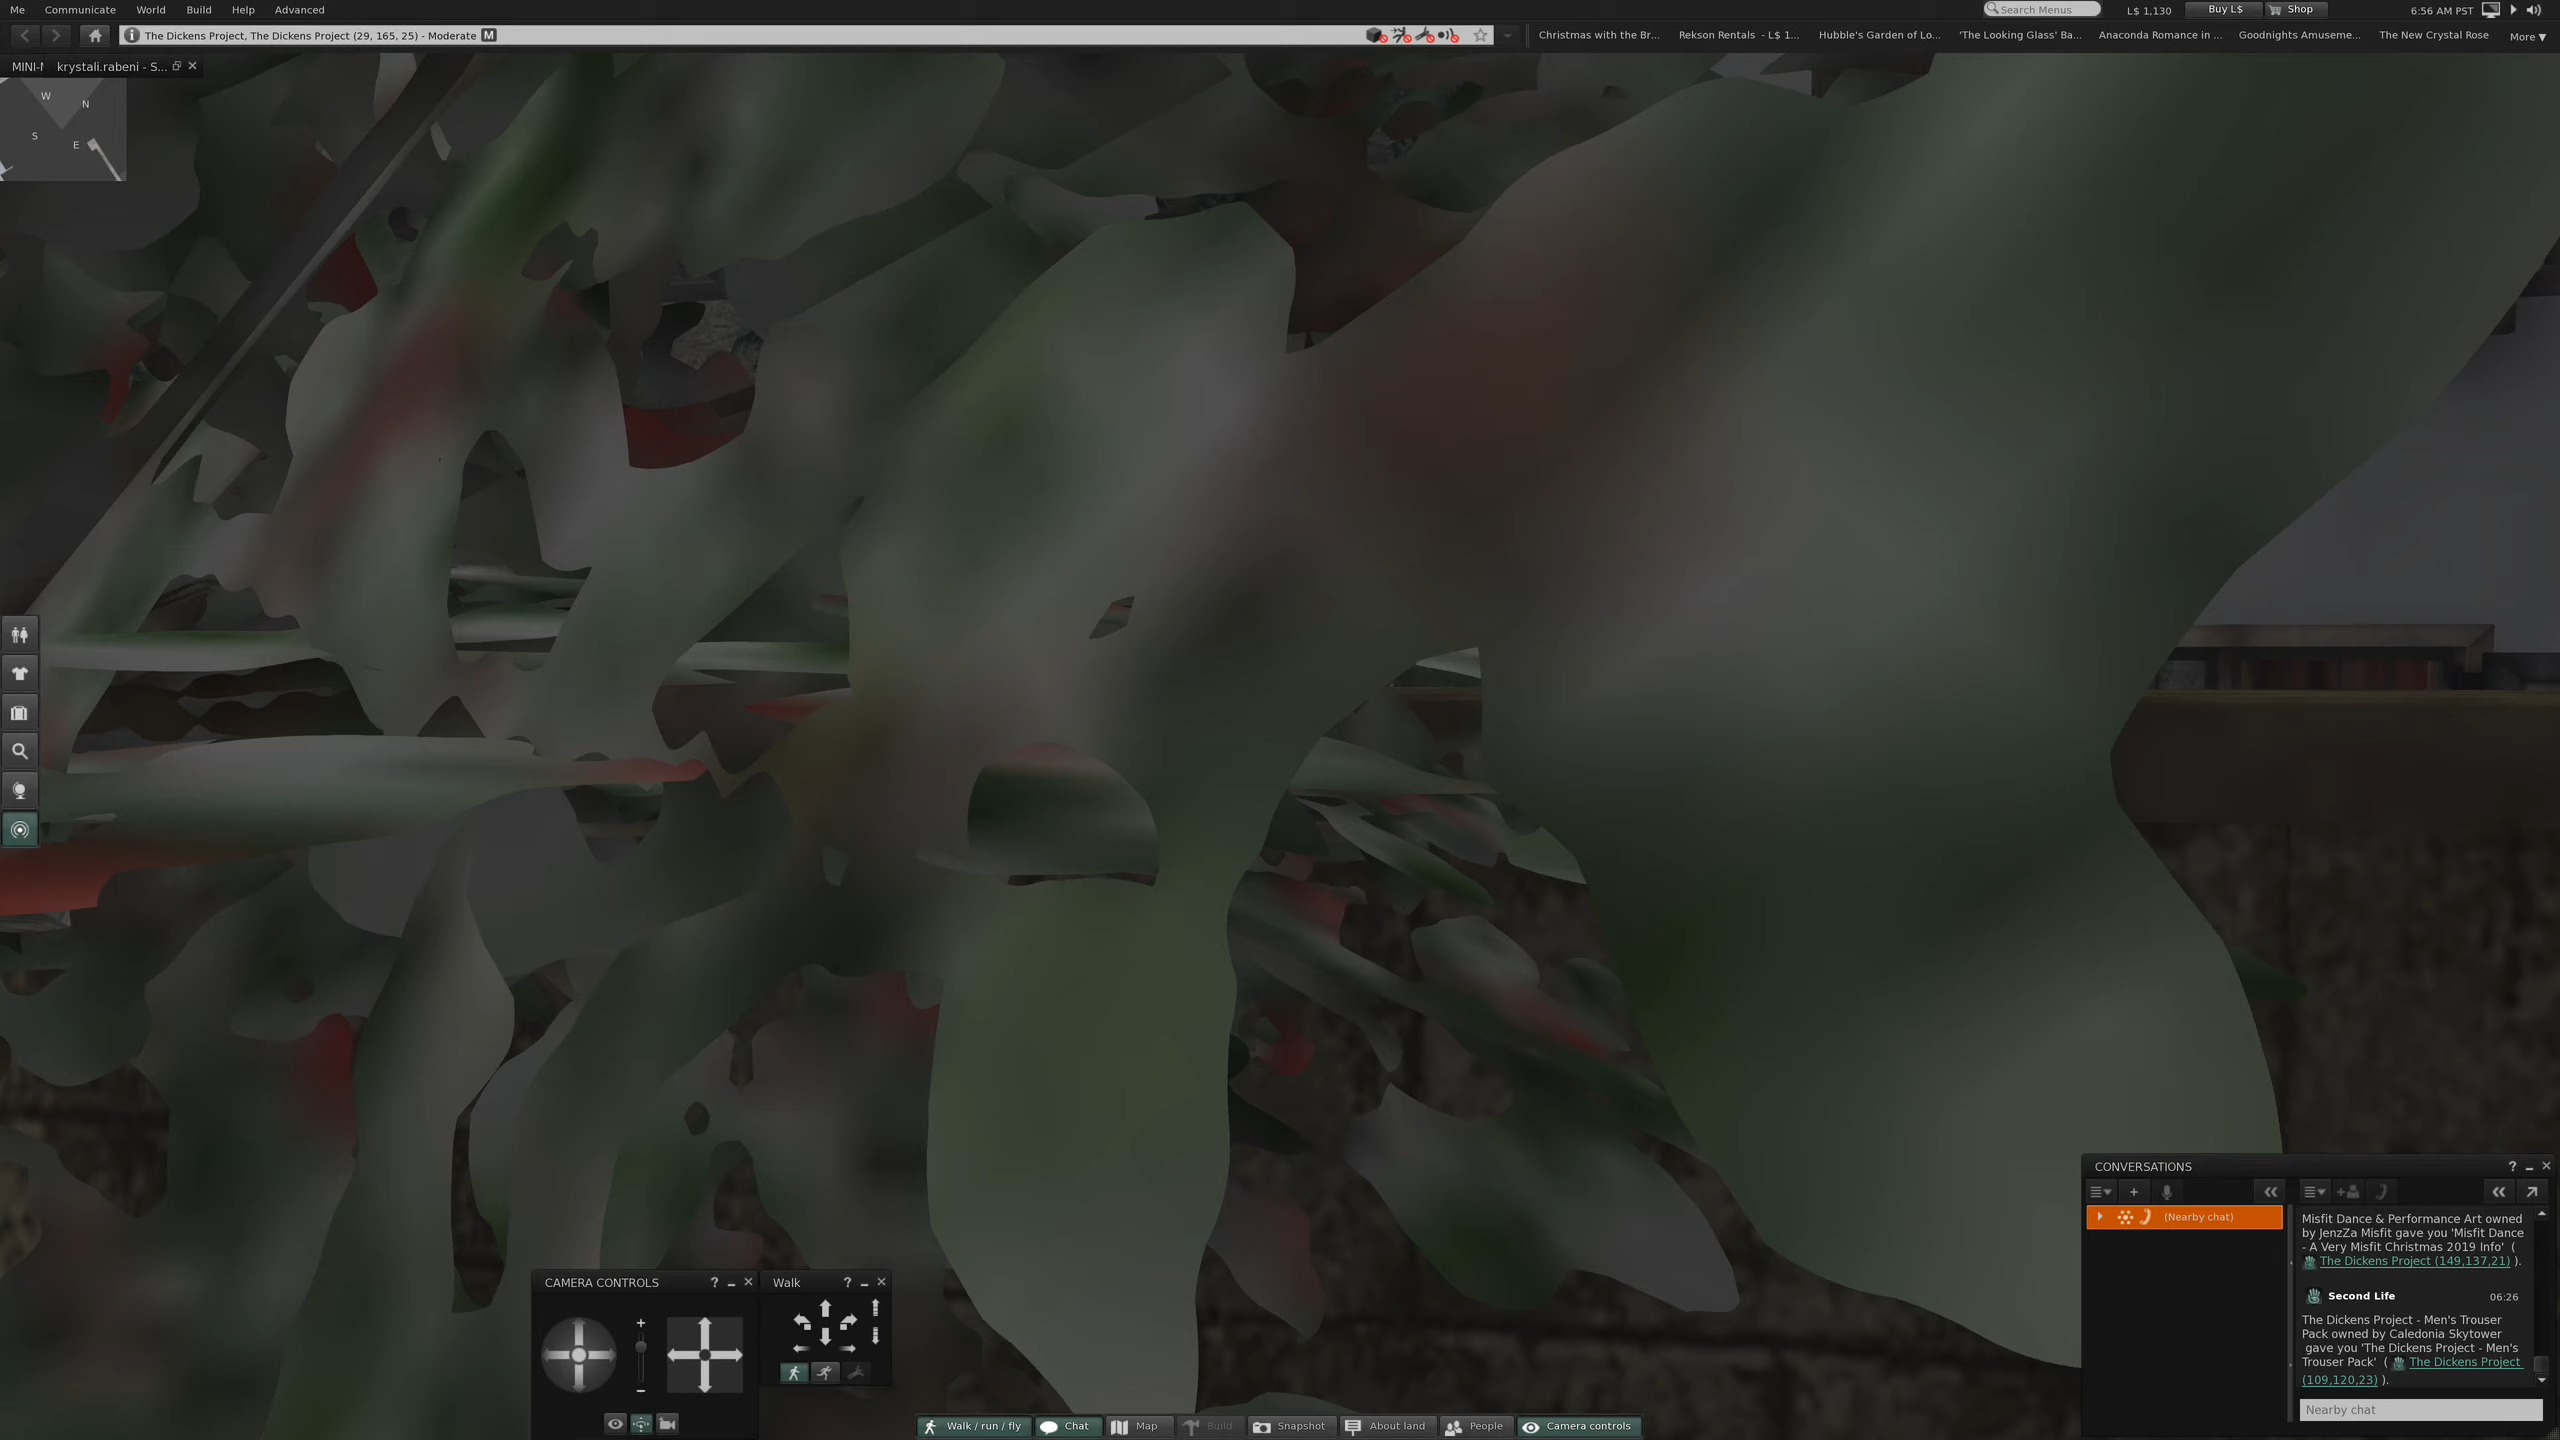 Me Communicate World Build Help Advanced
Search Menus
L$ 1,130
Buy L$
Shop
6:56 AM PST
The Dickens Project, The Dickens Project (29, 165, 25) - Moderate M
Christmas with the Br...
Rekson Rentals - L$ 1...
Hubble's Garden of Lo...
'The Looking Glass' Ba...
Anaconda Romance in ...
Goodnights Amuseme...
The New Crystal Rose
More ▼
MINI-
krystali.rabeni - S...
W
N
S
E
CONVERSATIONS
(Nearby chat)
Misfit Dance & Performance Art owned
by JenzZa Misfit gave you 'Misfit Dance
- A Very Misfit Christmas 2019 Info' (
The Dickens Project (149,137,21) ).
Second Life 06:26
The Dickens Project - Men's Trouser
Pack owned by Caledonia Skytower
gave you 'The Dickens Project - Men's
Trouser Pack' ( The Dickens Project
(109,120,23) ).
Nearby chat
CAMERA CONTROLS
Walk
Walk / run / fly
Chat
Map
Build
Snapshot
About land
People
Camera controls